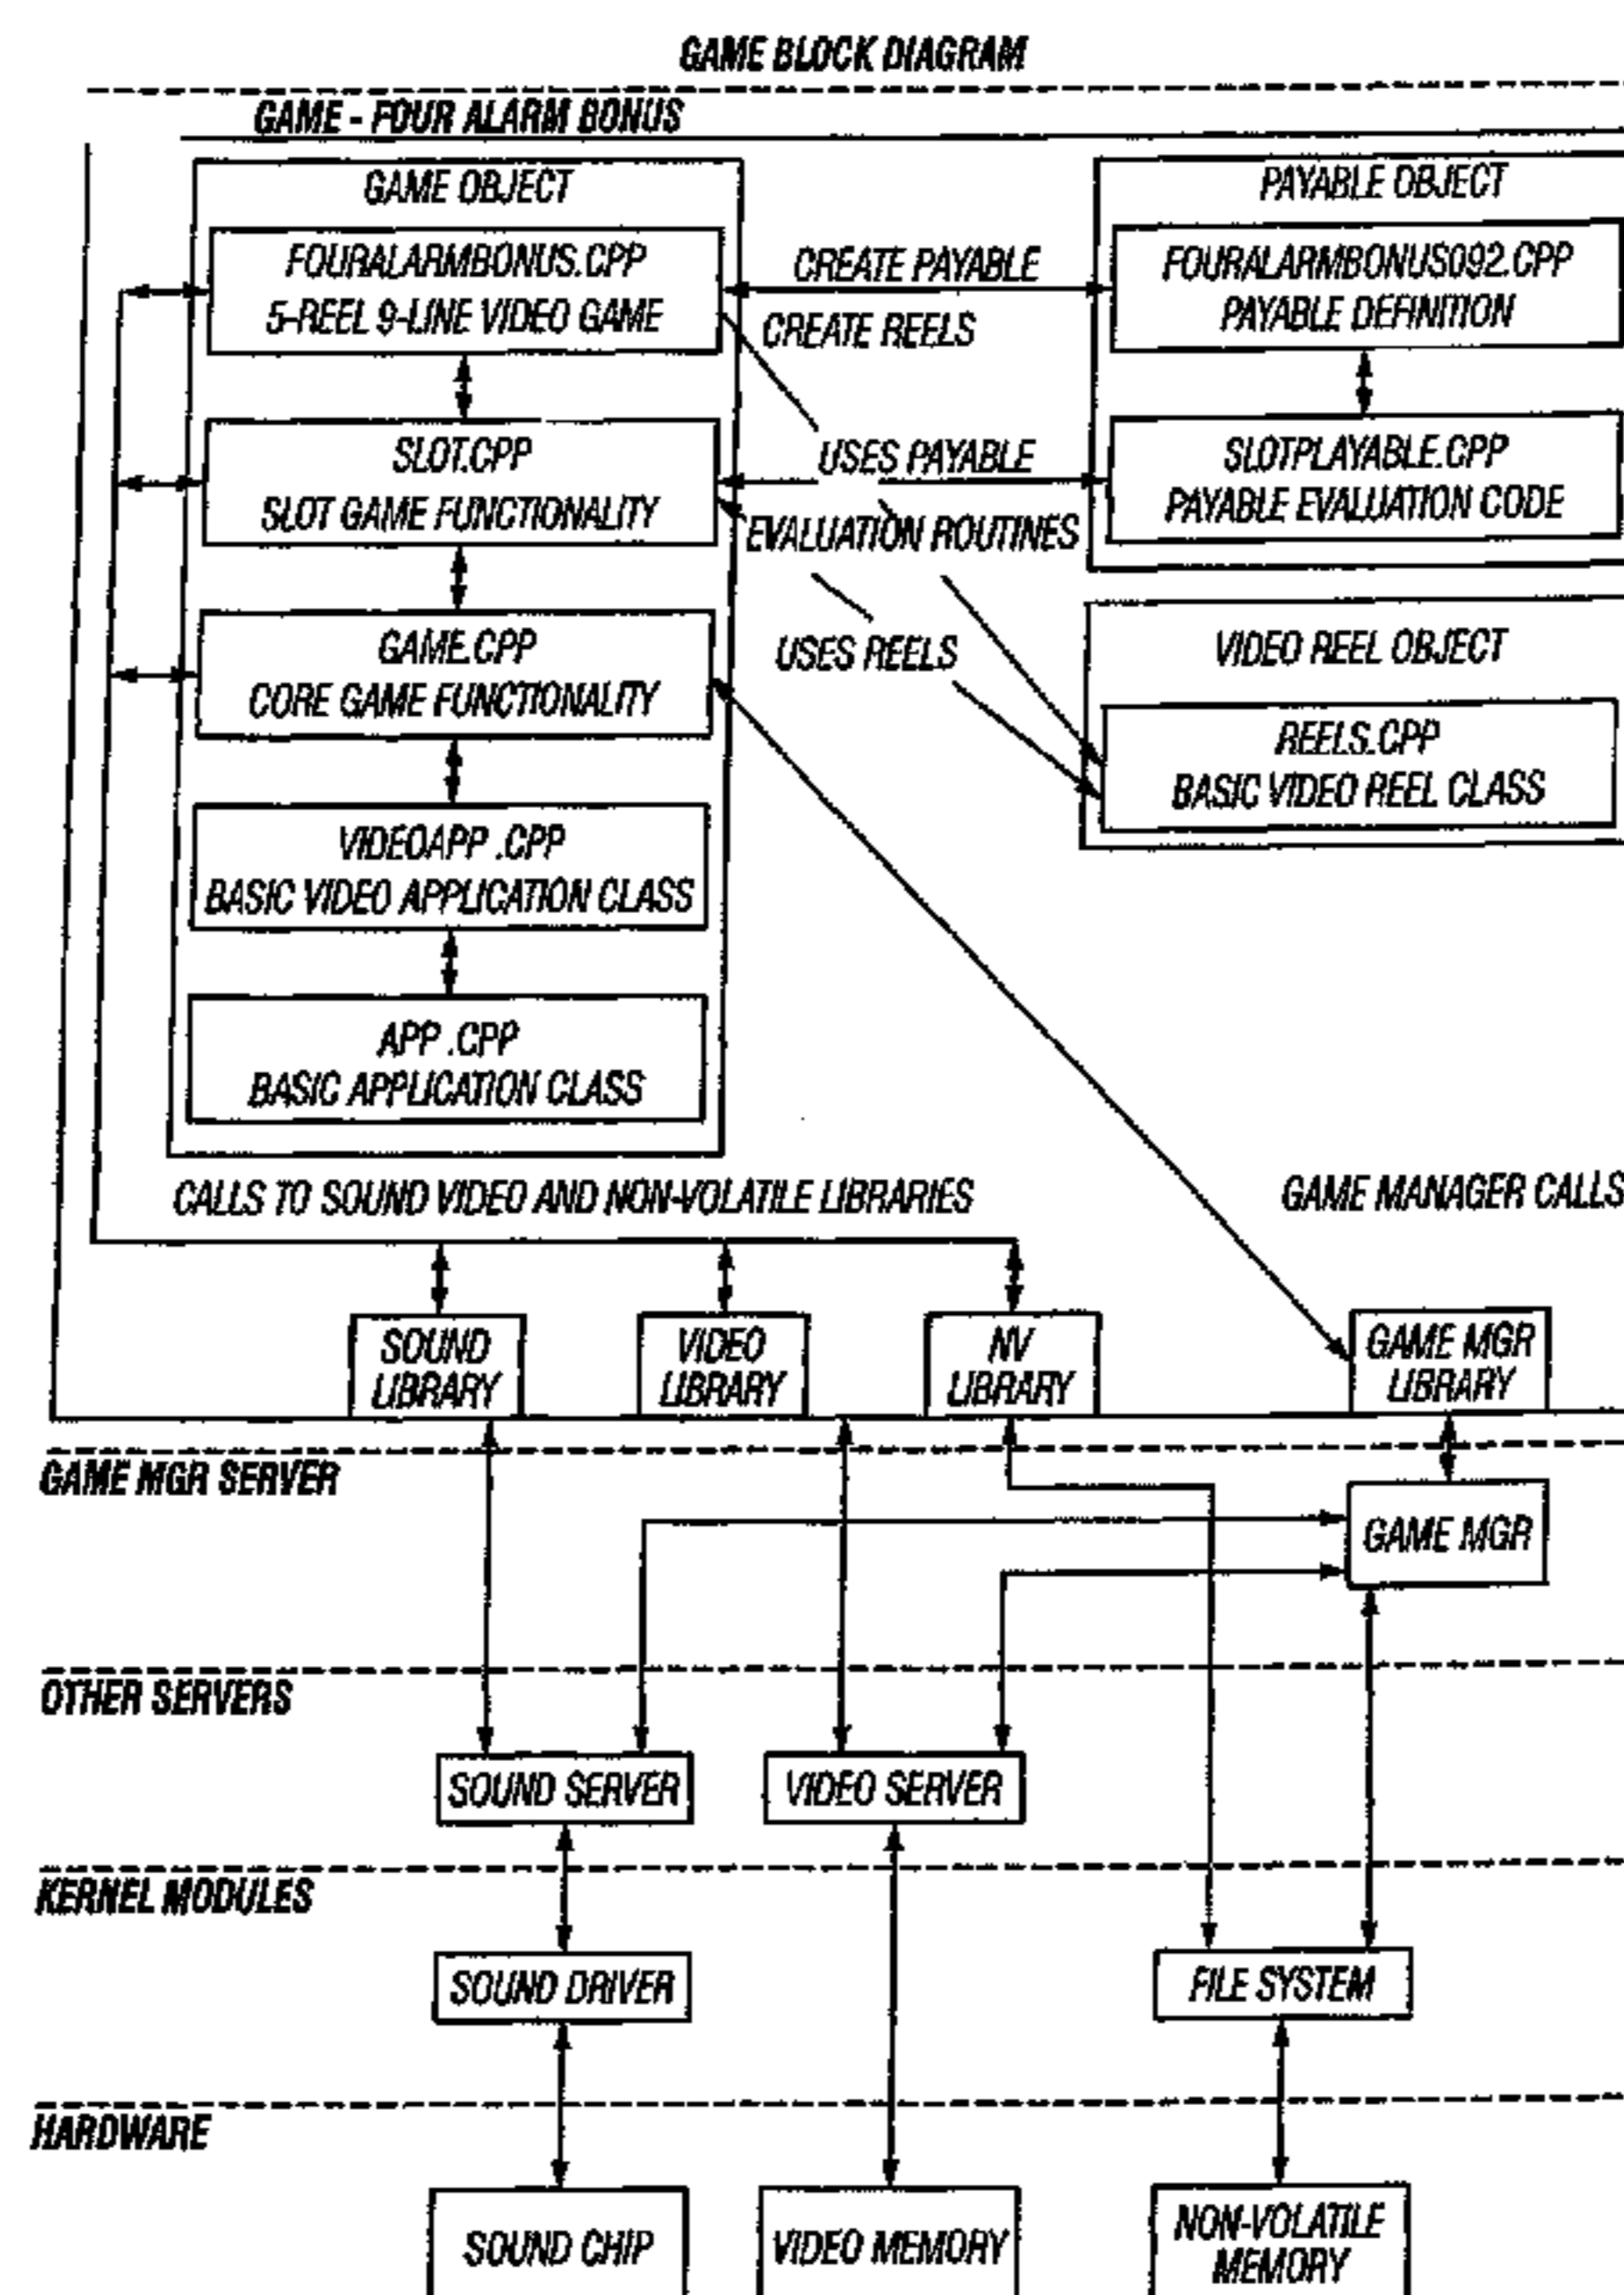 GAME BLOCK DIAGRAM
GAME - FOUR ALARM BONUS
GAME OBJECT
FOURALARMBONUS.CPP
5-REEL 9-LINE VIDEO GAME
SLOT.CPP
SLOT GAME FUNCTIONALITY
GAME.CPP
CORE GAME FUNCTIONALITY
VIDEOAPP .CPP
BASIC VIDEO APPLICATION CLASS
APP .CPP
BASIC APPLICATION CLASS
CREATE PAYABLE
CREATE REELS
USES PAYABLE
EVALUATION ROUTINES
USES REELS
PAYABLE OBJECT
FOURALARMBONUS092.CPP
PAYABLE DEFINITION
SLOTPLAYABLE.CPP
PAYABLE EVALUATION CODE
VIDEO REEL OBJECT
REELS.CPP
BASIC VIDEO REEL CLASS
CALLS TO SOUND VIDEO AND NON-VOLATILE LIBRARIES
GAME MANAGER CALLS
SOUND
LIBRARY
VIDEO
LIBRARY
NV
LIBRARY
GAME MGR
LIBRARY
GAME MGR SERVER
GAME MGR
OTHER SERVERS
SOUND SERVER
VIDEO SERVER
KERNEL MODULES
SOUND DRIVER
FILE SYSTEM
HARDWARE
SOUND CHIP
VIDEO MEMORY
NON-VOLATILE
MEMORY